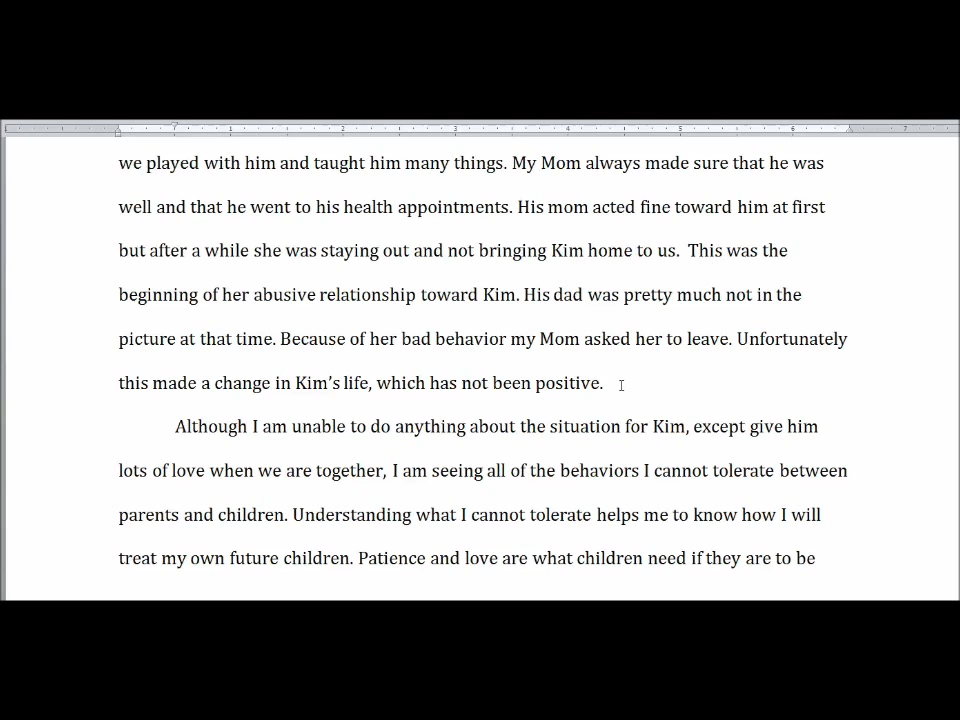 1 1 2 3 4 5 6 7
we played with him and taught him many things. My Mom always made sure that he was
well and that he went to his health appointments. His mom acted fine toward him at first
but after a while she was staying out and not bringing Kim home to us.  This was the
beginning of her abusive relationship toward Kim. His dad was pretty much not in the
picture at that time. Because of her bad behavior my Mom asked her to leave. Unfortunately
this made a change in Kim’s life, which has not been positive.
Although I am unable to do anything about the situation for Kim, except give him
lots of love when we are together, I am seeing all of the behaviors I cannot tolerate between
parents and children. Understanding what I cannot tolerate helps me to know how I will
treat my own future children. Patience and love are what children need if they are to be